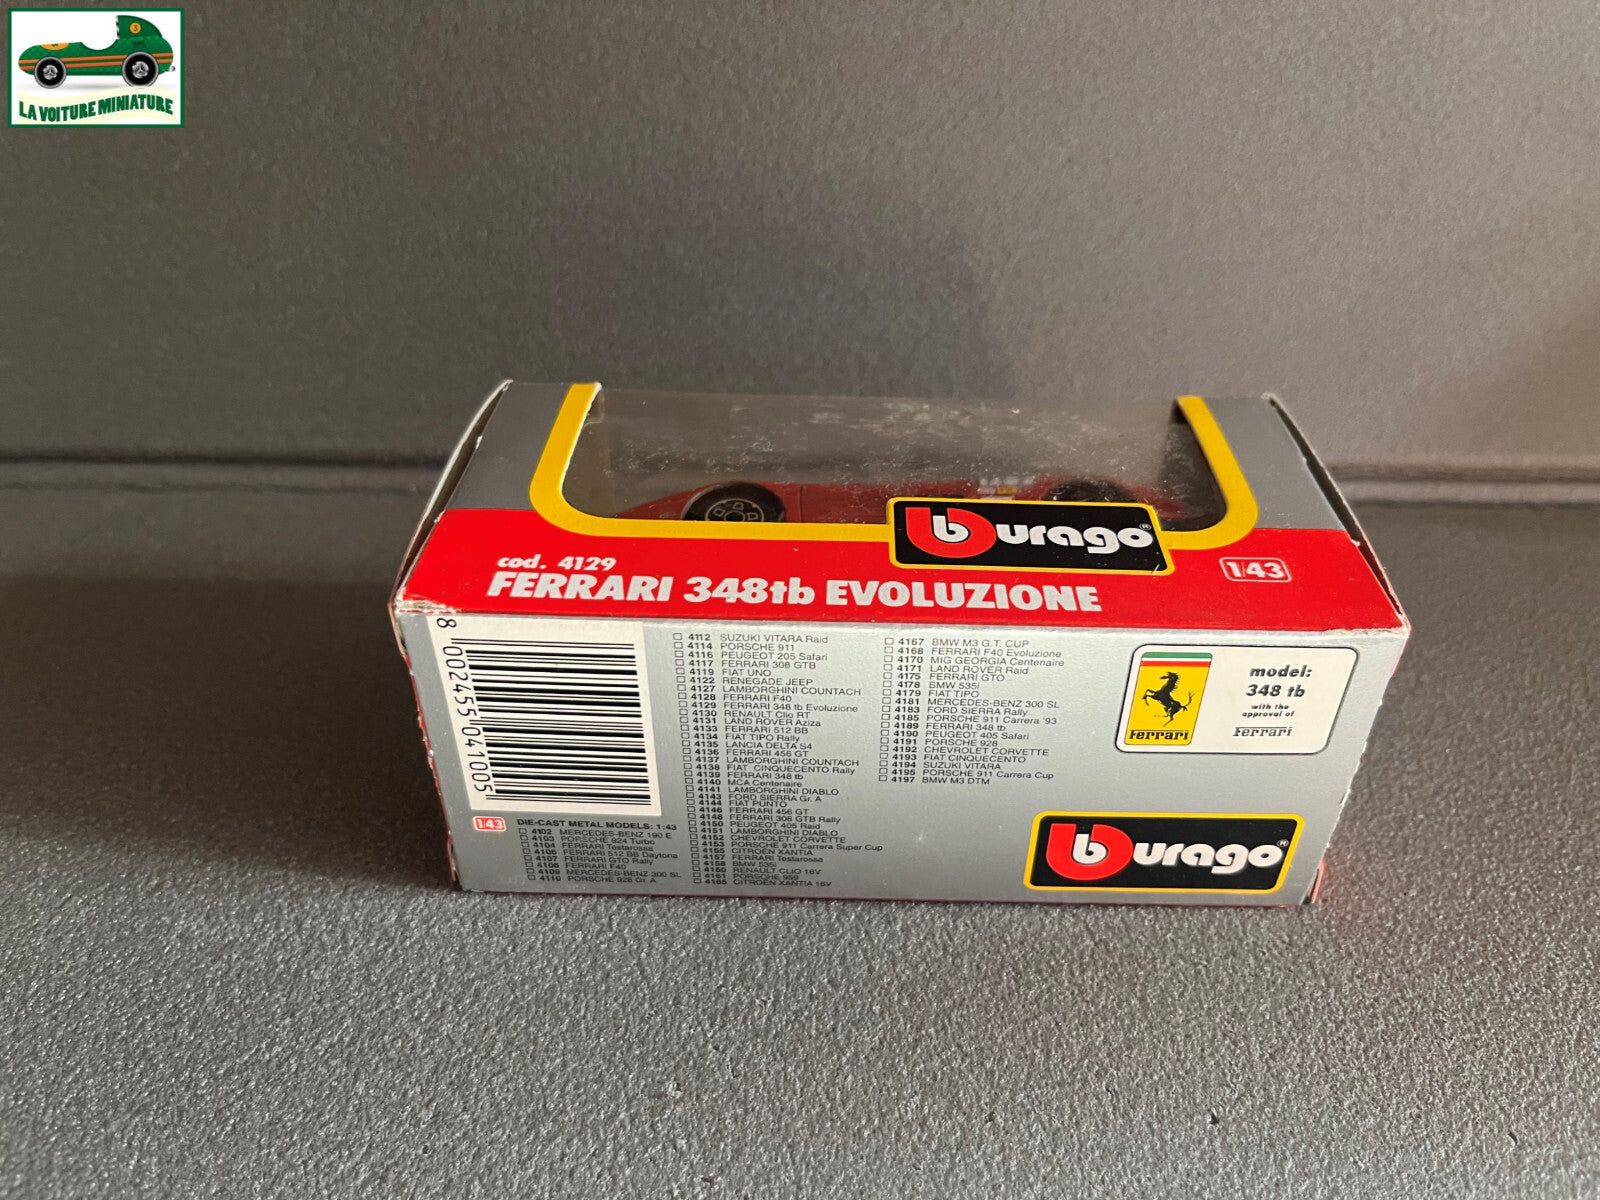 LA VOITURE MINIATURE
burago®
cod. 4129
FERRARI 348tb EVOLUZIONE
1/43
8 002455 041005
4112 SUZUKI VITARA Raid
4114 PORSCHE 911
4116 PEUGEOT 205 Safari
4117 FERRARI 308 GTB
4119 FIAT UNO
4122 RENEGADE JEEP
4127 LAMBORGHINI COUNTACH
4128 FERRARI F40
4129 FERRARI 348 tb Evoluzione
4130 RENAULT Clio RT
4131 LAND ROVER Aziza
4133 FERRARI 512 BB
4134 FIAT TIPO Rally
4135 LANCIA DELTA S4
4136 FERRARI 456 GT
4137 LAMBORGHINI COUNTACH
4138 FIAT CINQUECENTO Rally
4139 FERRARI 348 tb
4140 MCA Centenaire
4141 LAMBORGHINI DIABLO
4143 FORD SIERRA Gr. A
4144 FIAT PUNTO
4146 FERRARI 456 GT
4148 FERRARI 308 GTB Rally
4150 PEUGEOT 405 Raid
4151 LAMBORGHINI DIABLO
4152 CHEVROLET CORVETTE
4153 PORSCHE 911 Carrera Super Cup
4155 CITROËN XANTIA
4157 FERRARI Testarossa
4158 BMW 535i
4160 RENAULT CLIO 16V
4161 PORSCHE 959
4165 CITROËN XANTIA 16V
4167 BMW M3 G.T. CUP
4168 FERRARI F40 Evoluzione
4170 MIG GEORGIA Centenaire
4171 LAND ROVER Raid
4175 FERRARI GTO
4178 BMW 535i
4179 FIAT TIPO
4181 MERCEDES-BENZ 300 SL
4183 FORD SIERRA Rally
4185 PORSCHE 911 Carrera '93
4189 FERRARI 348 tb
4190 PEUGEOT 405 Safari
4191 PORSCHE 928
4192 CHEVROLET CORVETTE
4193 FIAT CINQUECENTO
4194 SUZUKI VITARA
4195 PORSCHE 911 Carrera Cup
4197 BMW M3 DTM
Ferrari
model:
348 tb
with the
approval of
Ferrari
1/43 DIE-CAST METAL MODELS: 1:43
4102 MERCEDES-BENZ 190 E
4103 PORSCHE 924 Turbo
4104 FERRARI Testarossa
4106 FERRARI 512 BB Daytona
4107 FERRARI GTO Rally
4108 FERRARI F40
4109 MERCEDES-BENZ 300 SL
4110 PORSCHE 928 Gr. A
burago®